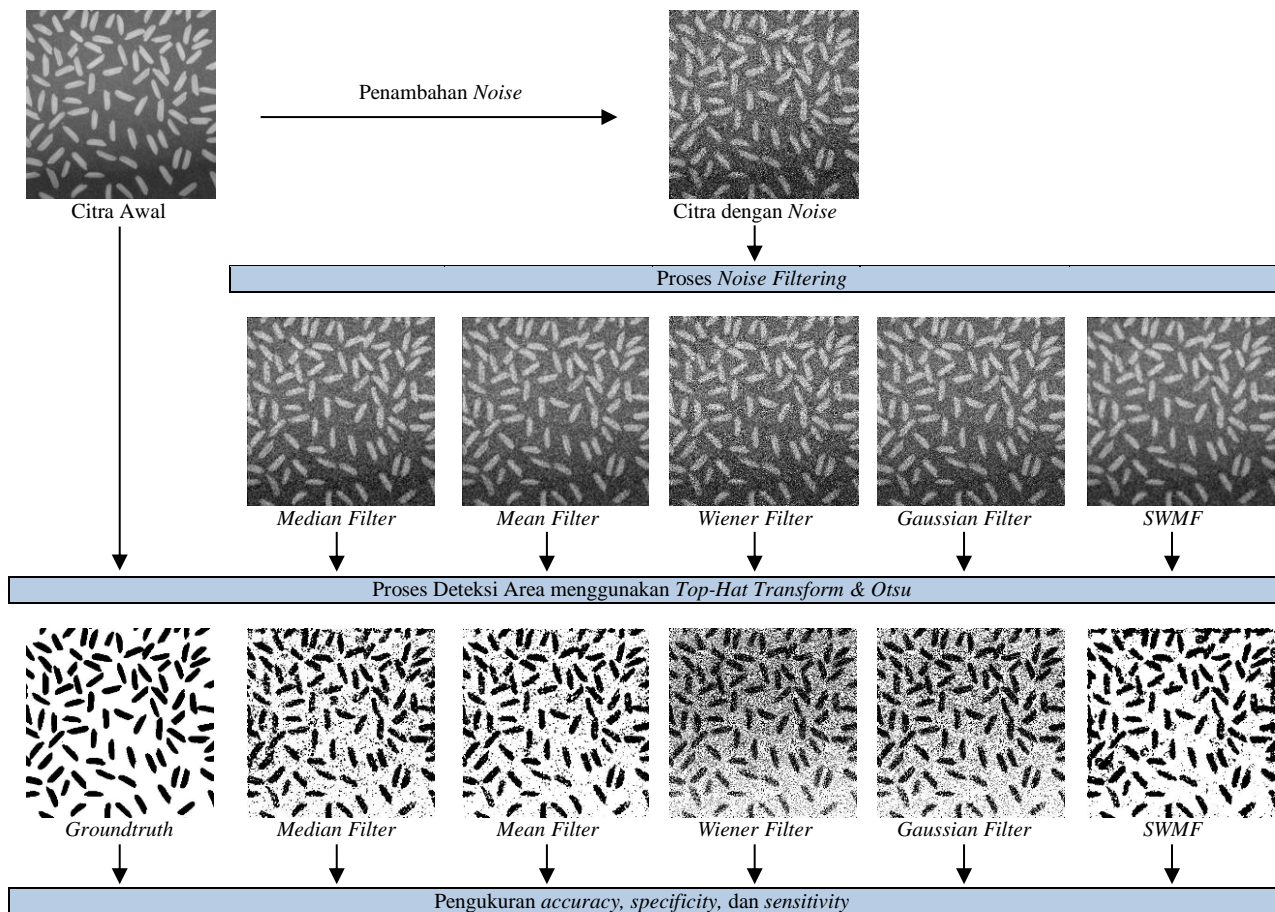 Penambahan Noise
Citra Awal
Citra dengan Noise
Proses Noise Filtering
Median Filter
Mean Filter
Wiener Filter
Gaussian Filter
SWMF
Proses Deteksi Area menggunakan Top-Hat Transform & Otsu
Groundtruth
Median Filter
Mean Filter
Wiener Filter
Gaussian Filter
SWMF
Pengukuran accuracy, specificity, dan sensitivity